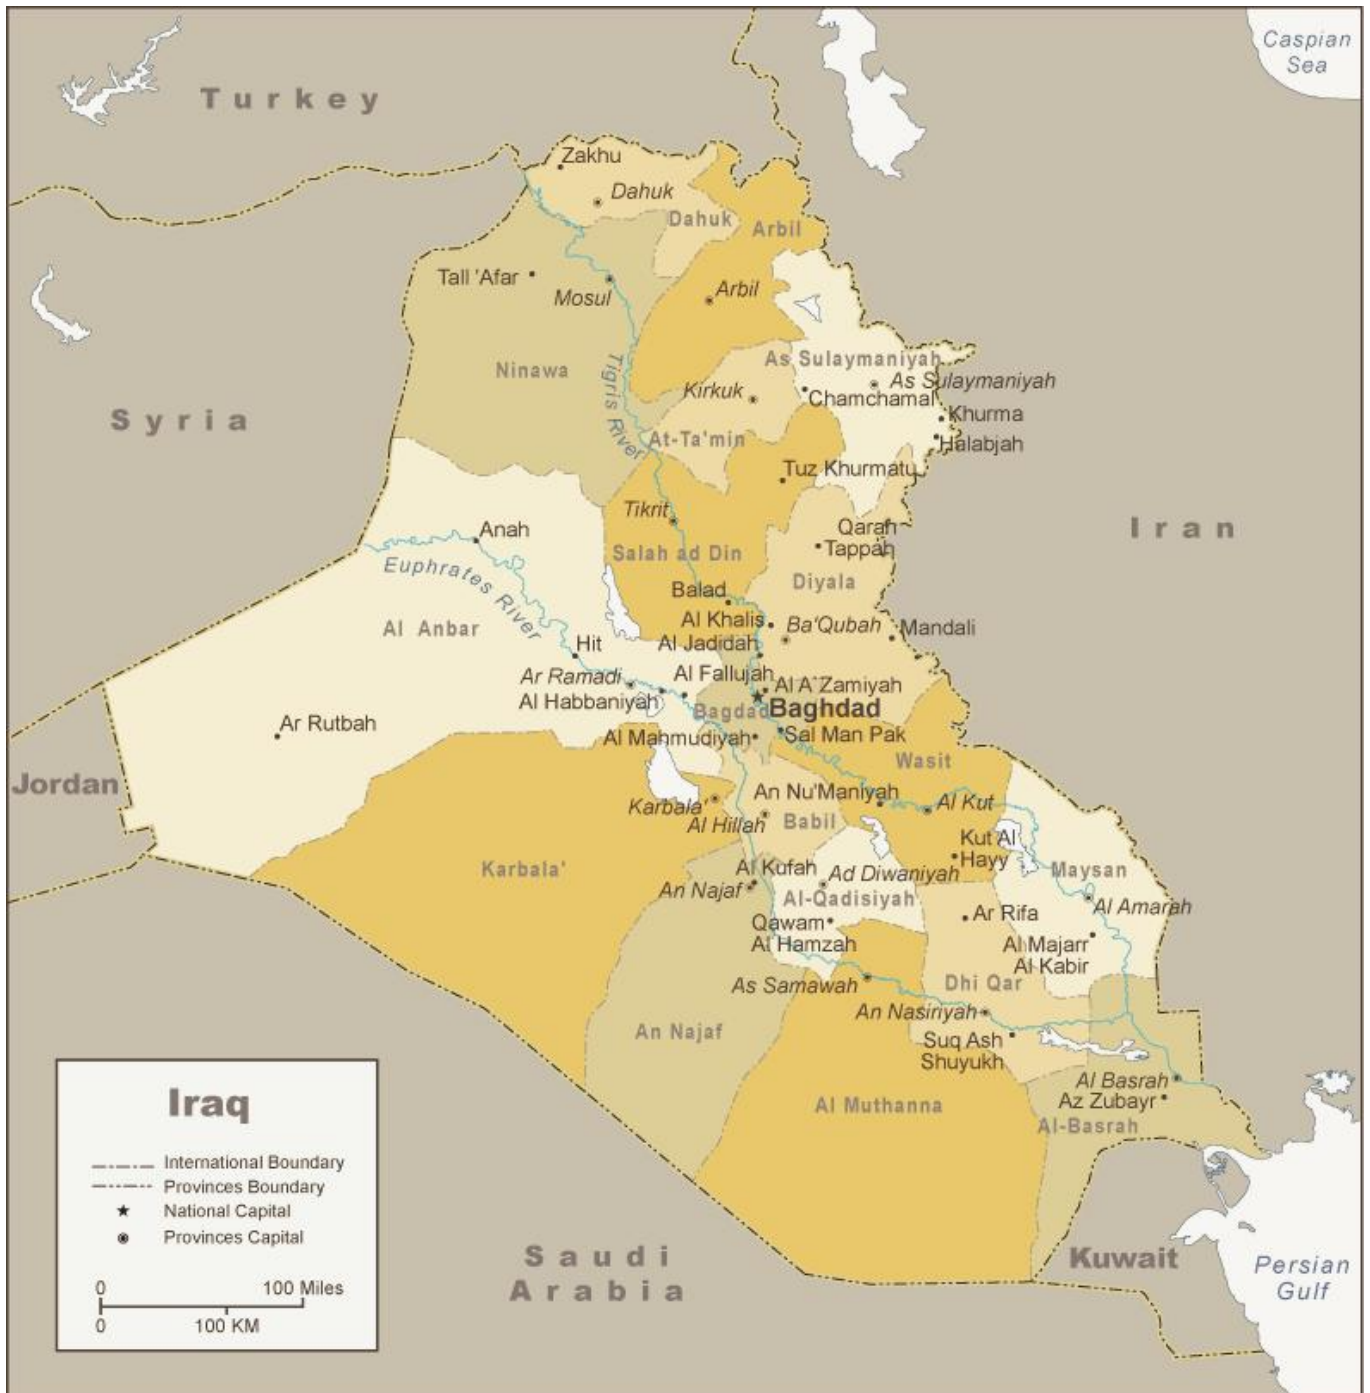 Caspian
Sea
Turkey
Zakhu
Dahuk
Dahuk
Arbil
Tall 'Afar
Mosul
Arbil
Ninawa
Tigris River
As Sulaymaniyah
As Sulaymaniyah
Kirkuk
Chamchamal
Khurma
Syria
At-Ta'min
Halabjah
Tuz Khurmatu
Tikrit
Anah
Qarah
Tappah
Iran
Euphrates River
Salah ad Din
Diyala
Balad
Al Anbar
Al Khalis
Ba'Qubah
Mandali
Hit
Al Jadidah
Ar Ramadi
Al Fallujah
Al A`Zamiyah
Al Habbaniyah
Bagdad
Baghdad
Ar Rutbah
Al Mahmudiyah
Sal Man Pak
Wasit
Jordan
An Nu'Maniyah
Karbala'
Al Kut
Al Hillah
Babil
Kut Al
Hayy
Karbala'
Al Kufah
Ad Diwaniyah
Maysan
An Najaf
Al-Qadisiyah
Al Amarah
Qawam
Al Hamzah
Ar Rifa
Al Majarr
Al Kabir
As Samawah
Dhi Qar
An Nasiriyah
An Najaf
Suq Ash
Shuyukh
Al Basrah
Az Zubayr
Al Muthanna
Al-Basrah
Iraq
International Boundary
Provinces Boundary
National Capital
Provinces Capital
0 100 Miles
0 100 KM
Saudi
Arabia
Kuwait
Persian
Gulf